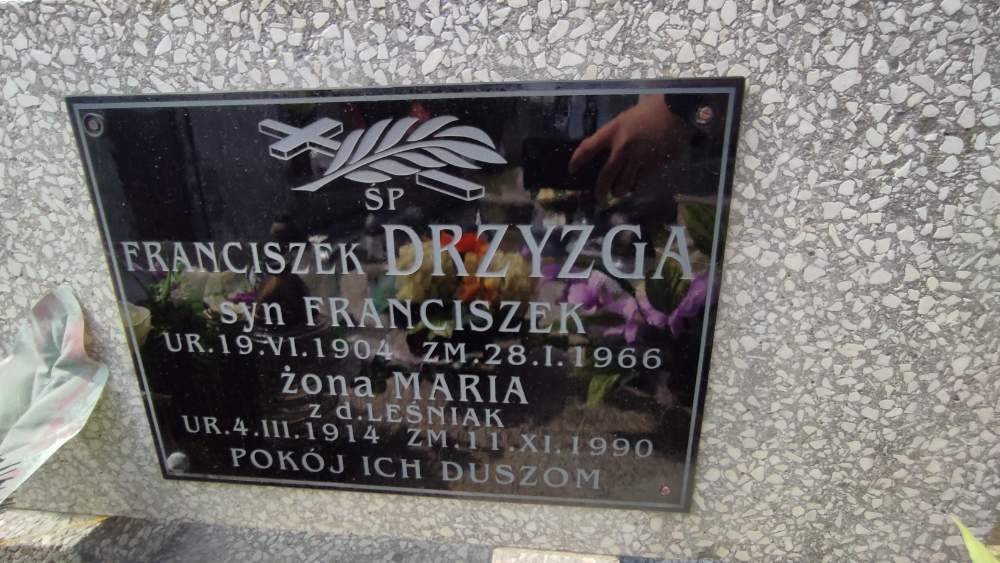 ŚP
FRANCISZEK DRZYZGA
syn FRANCISZEK
UR.19.VI.1904 ZM.28.I.1966
żona MARIA
z d.LEŚNIAK
UR.4.III.1914 ZM.11.XI.1990
POKÓJ ICH DUSZOM